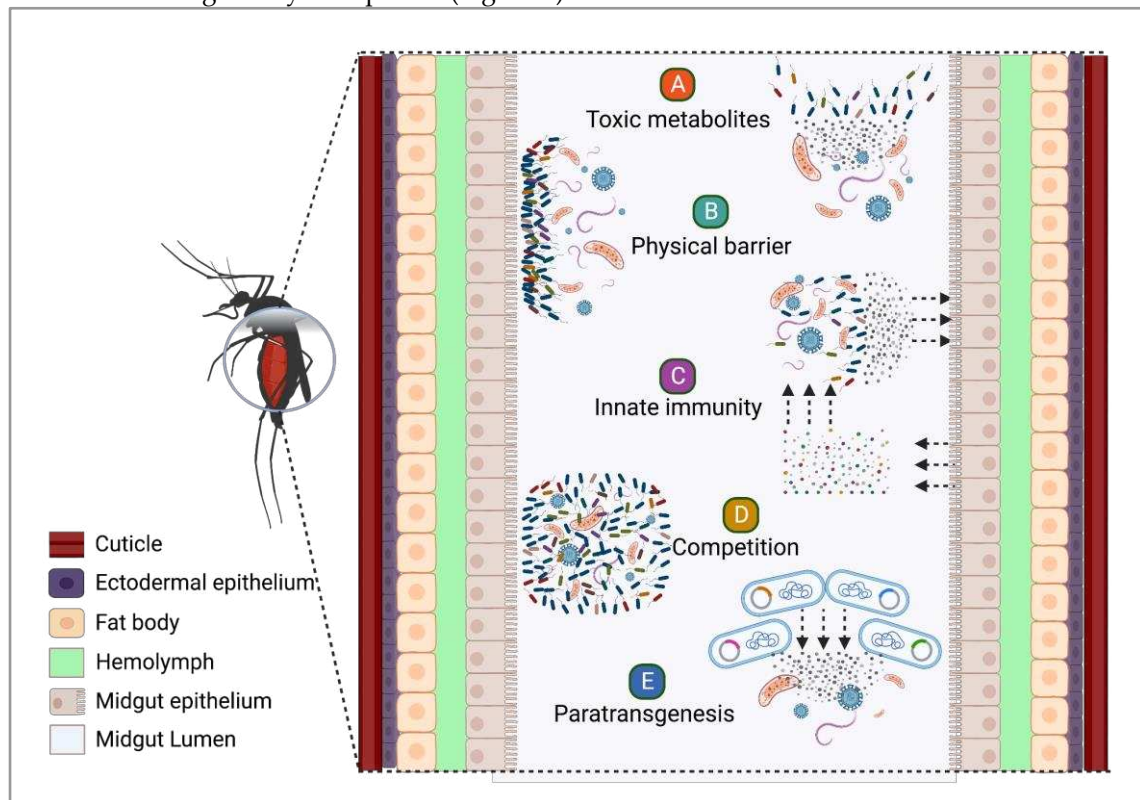 A
Toxic metabolites
B
Physical barrier
C
Innate immunity
D
Competition
E
Paratransgenesis
Cuticle
Ectodermal epithelium
Fat body
Hemolymph
Midgut epithelium
Midgut Lumen